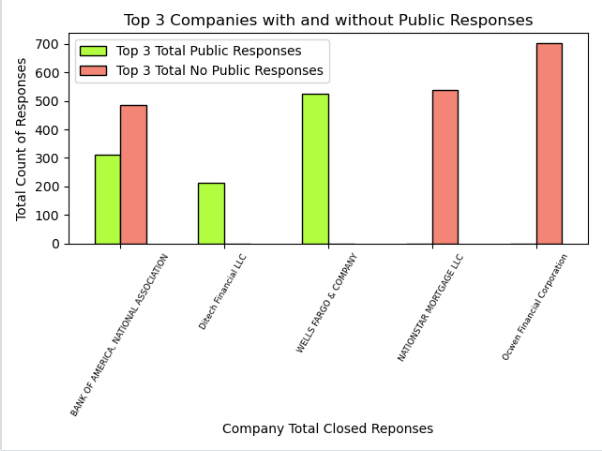 Top 3 Companies with and without Public Responses
Top 3 Total Public Responses
Top 3 Total No Public Responses
Total Count of Responses
700
600
500
400
300
200
100
0
BANK OF AMERICA, NATIONAL ASSOCIATION
Ditech Financial LLC
WELLS FARGO & COMPANY
NATIONSTAR MORTGAGE LLC
Ocwen Financial Corporation
Company Total Closed Reponses